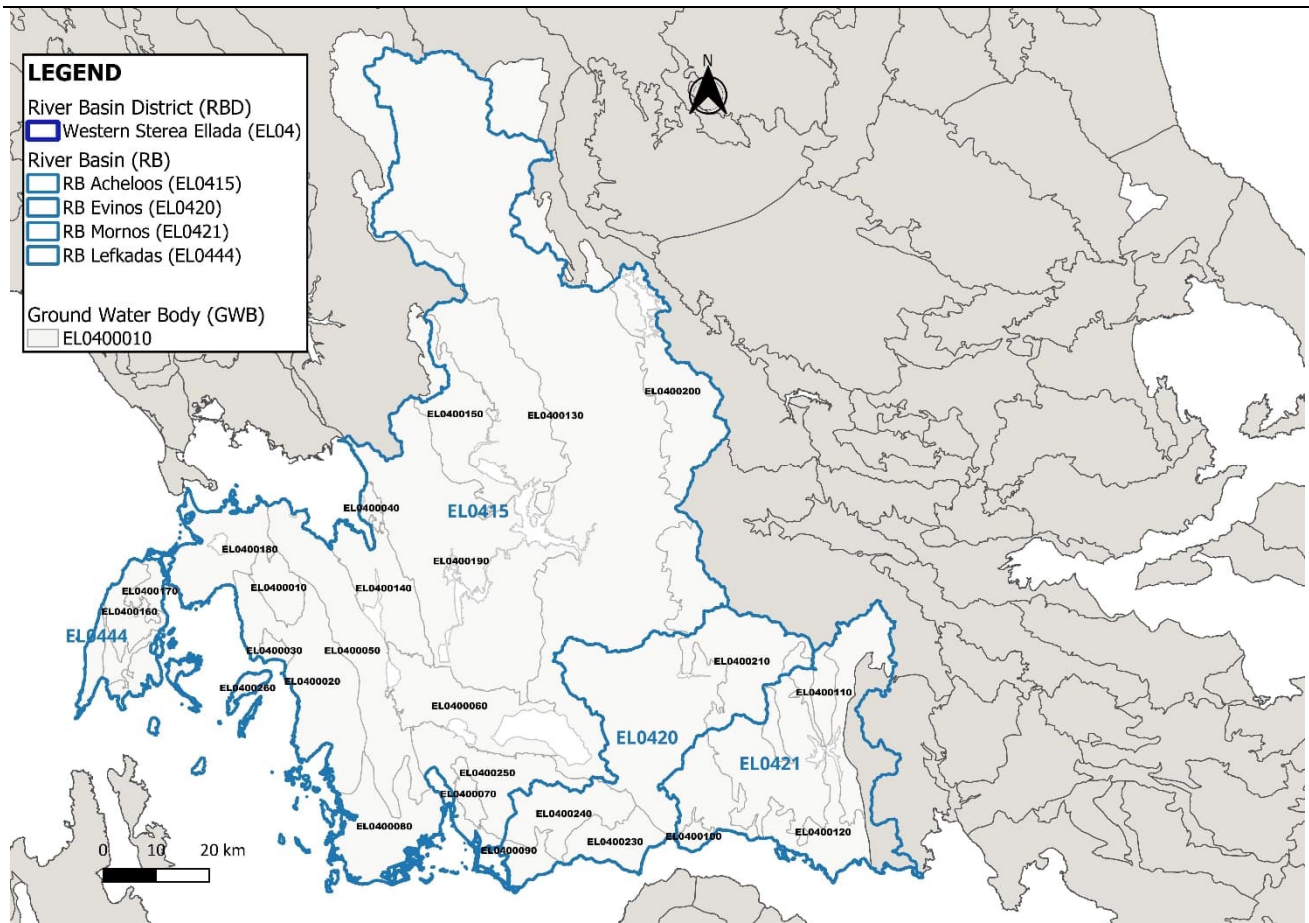 LEGEND
River Basin District (RBD)
Western Sterea Ellada (EL04)
River Basin (RB)
RB Acheloos (EL0415)
RB Evinos (EL0420)
RB Mornos (EL0421)
RB Lefkadas (EL0444)
Ground Water Body (GWB)
EL0400010
N
EL0400200
EL0400150
EL0400130
EL0400040
EL0415
EL0400180
EL0400190
EL0400170
EL0400010
EL0400140
EL0400160
EL0444
EL0400030
EL0400050
EL0400210
EL0400260
EL0400020
EL0400110
EL0400060
EL0420
EL0421
EL0400250
EL0400070
EL0400240
EL0400080
EL0400100
EL0400120
EL0400230
EL0400090
0 10 20 km